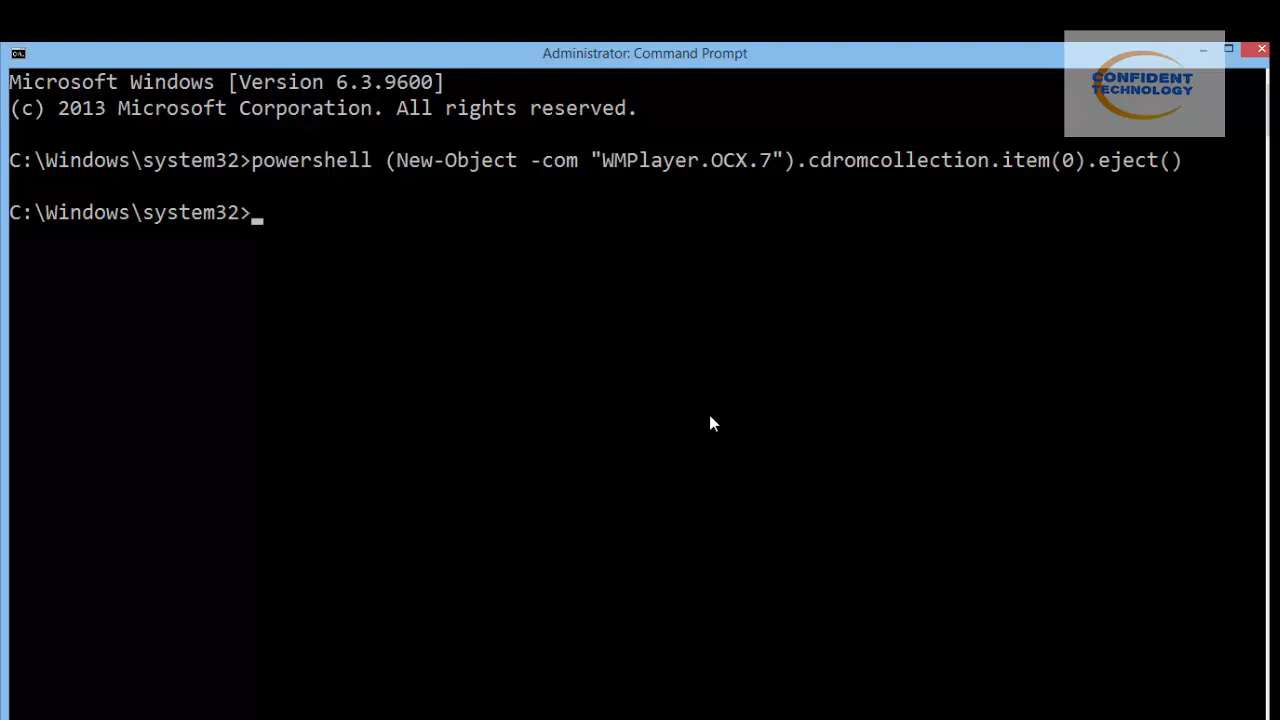 Administrator: Command Prompt
CONFIDENT
TECHNOLOGY
Microsoft Windows [Version 6.3.9600]
(c) 2013 Microsoft Corporation. All rights reserved.
C:\Windows\system32>powershell (New-Object -com "WMPlayer.OCX.7").cdromcollection.item(0).eject()
C:\Windows\system32>